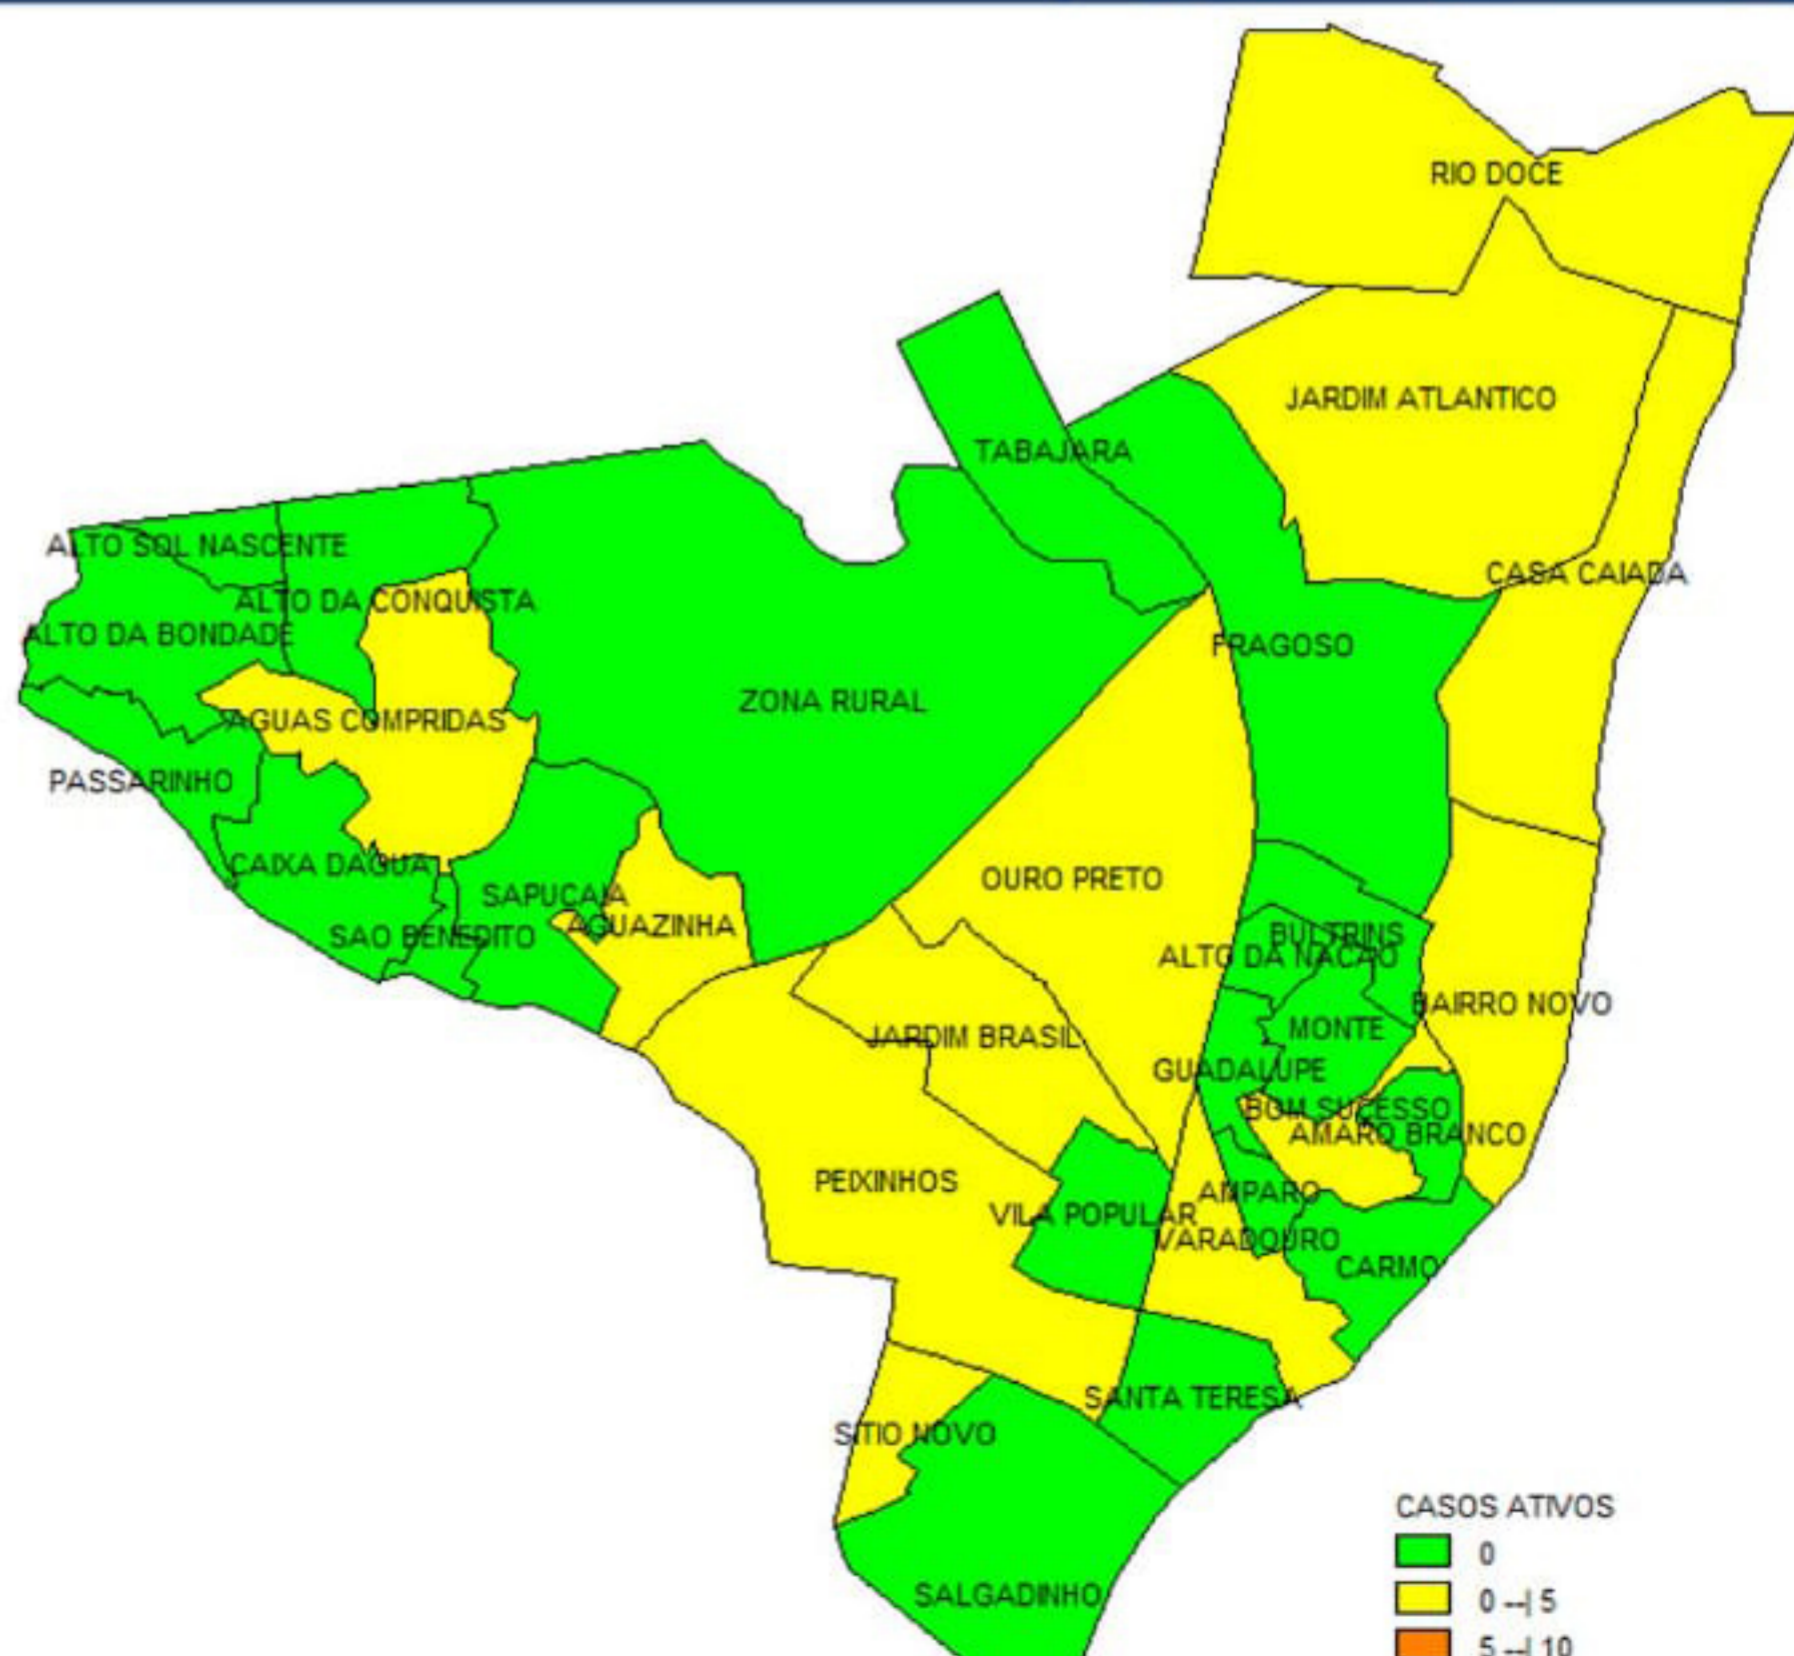 RIO DOCE
JARDIM ATLANTICO
TABAJARA
ALTO SOL NASCENTE
CASA CAIADA
ALTO DA CONQUISTA
ALTO DA BONDADE
FRAGOSO
ZONA RURAL
AGUAS COMPRIDAS
PASSARINHO
CAIXA DAGUA
OURO PRETO
SAPUCAIA
AGUAZINHA
SAO BENEDITO
BULTRINS
ALTO DA NACAO
BAIRRO NOVO
MONTE
JARDIM BRASIL
GUADALUPE
BOM SUCESSO
AMARO BRANCO
PEIXINHOS
AMPARO
VILA POPULAR
VARADOURO
CARMO
SANTA TERESA
SITIO NOVO
SALGADINHO
CASOS ATIVOS
0
0 --| 5
5 --| 10